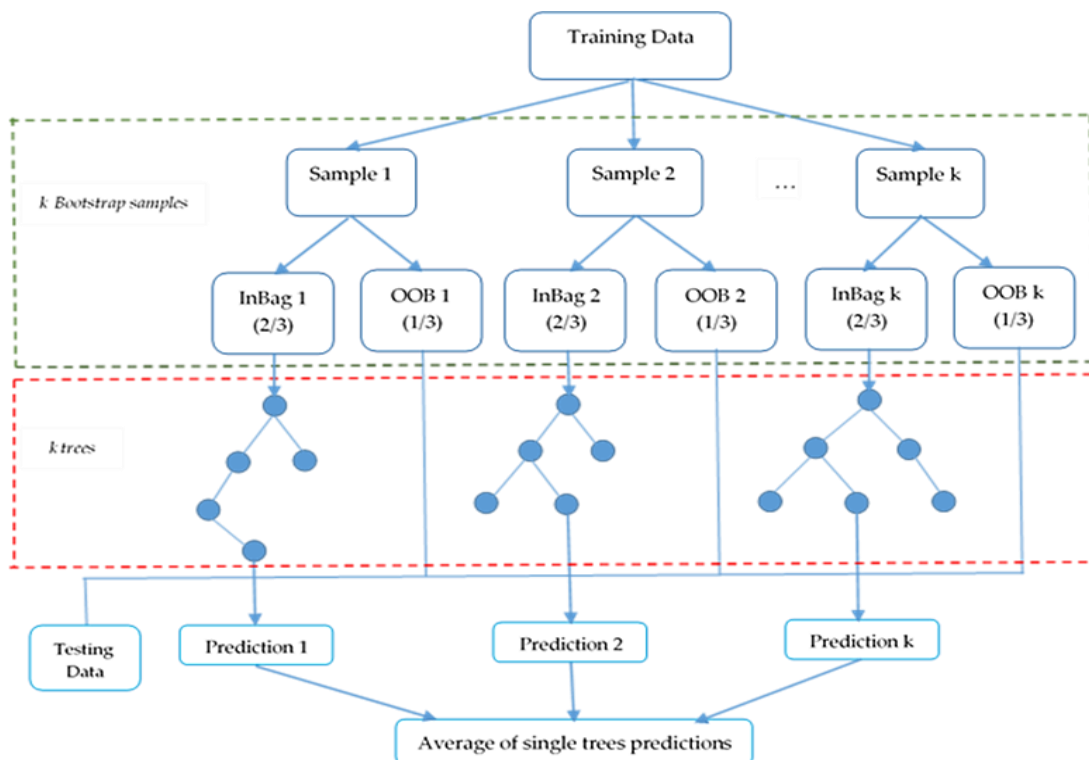 Training Data
Sample 1
Sample 2
...
Sample k
k Bootstrap samples
InBag 1
(2/3)
OOB 1
(1/3)
InBag 2
(2/3)
OOB 2
(1/3)
InBag k
(2/3)
OOB k
(1/3)
k trees
Testing
Data
Prediction 1
Prediction 2
Prediction k
Average of single trees predictions